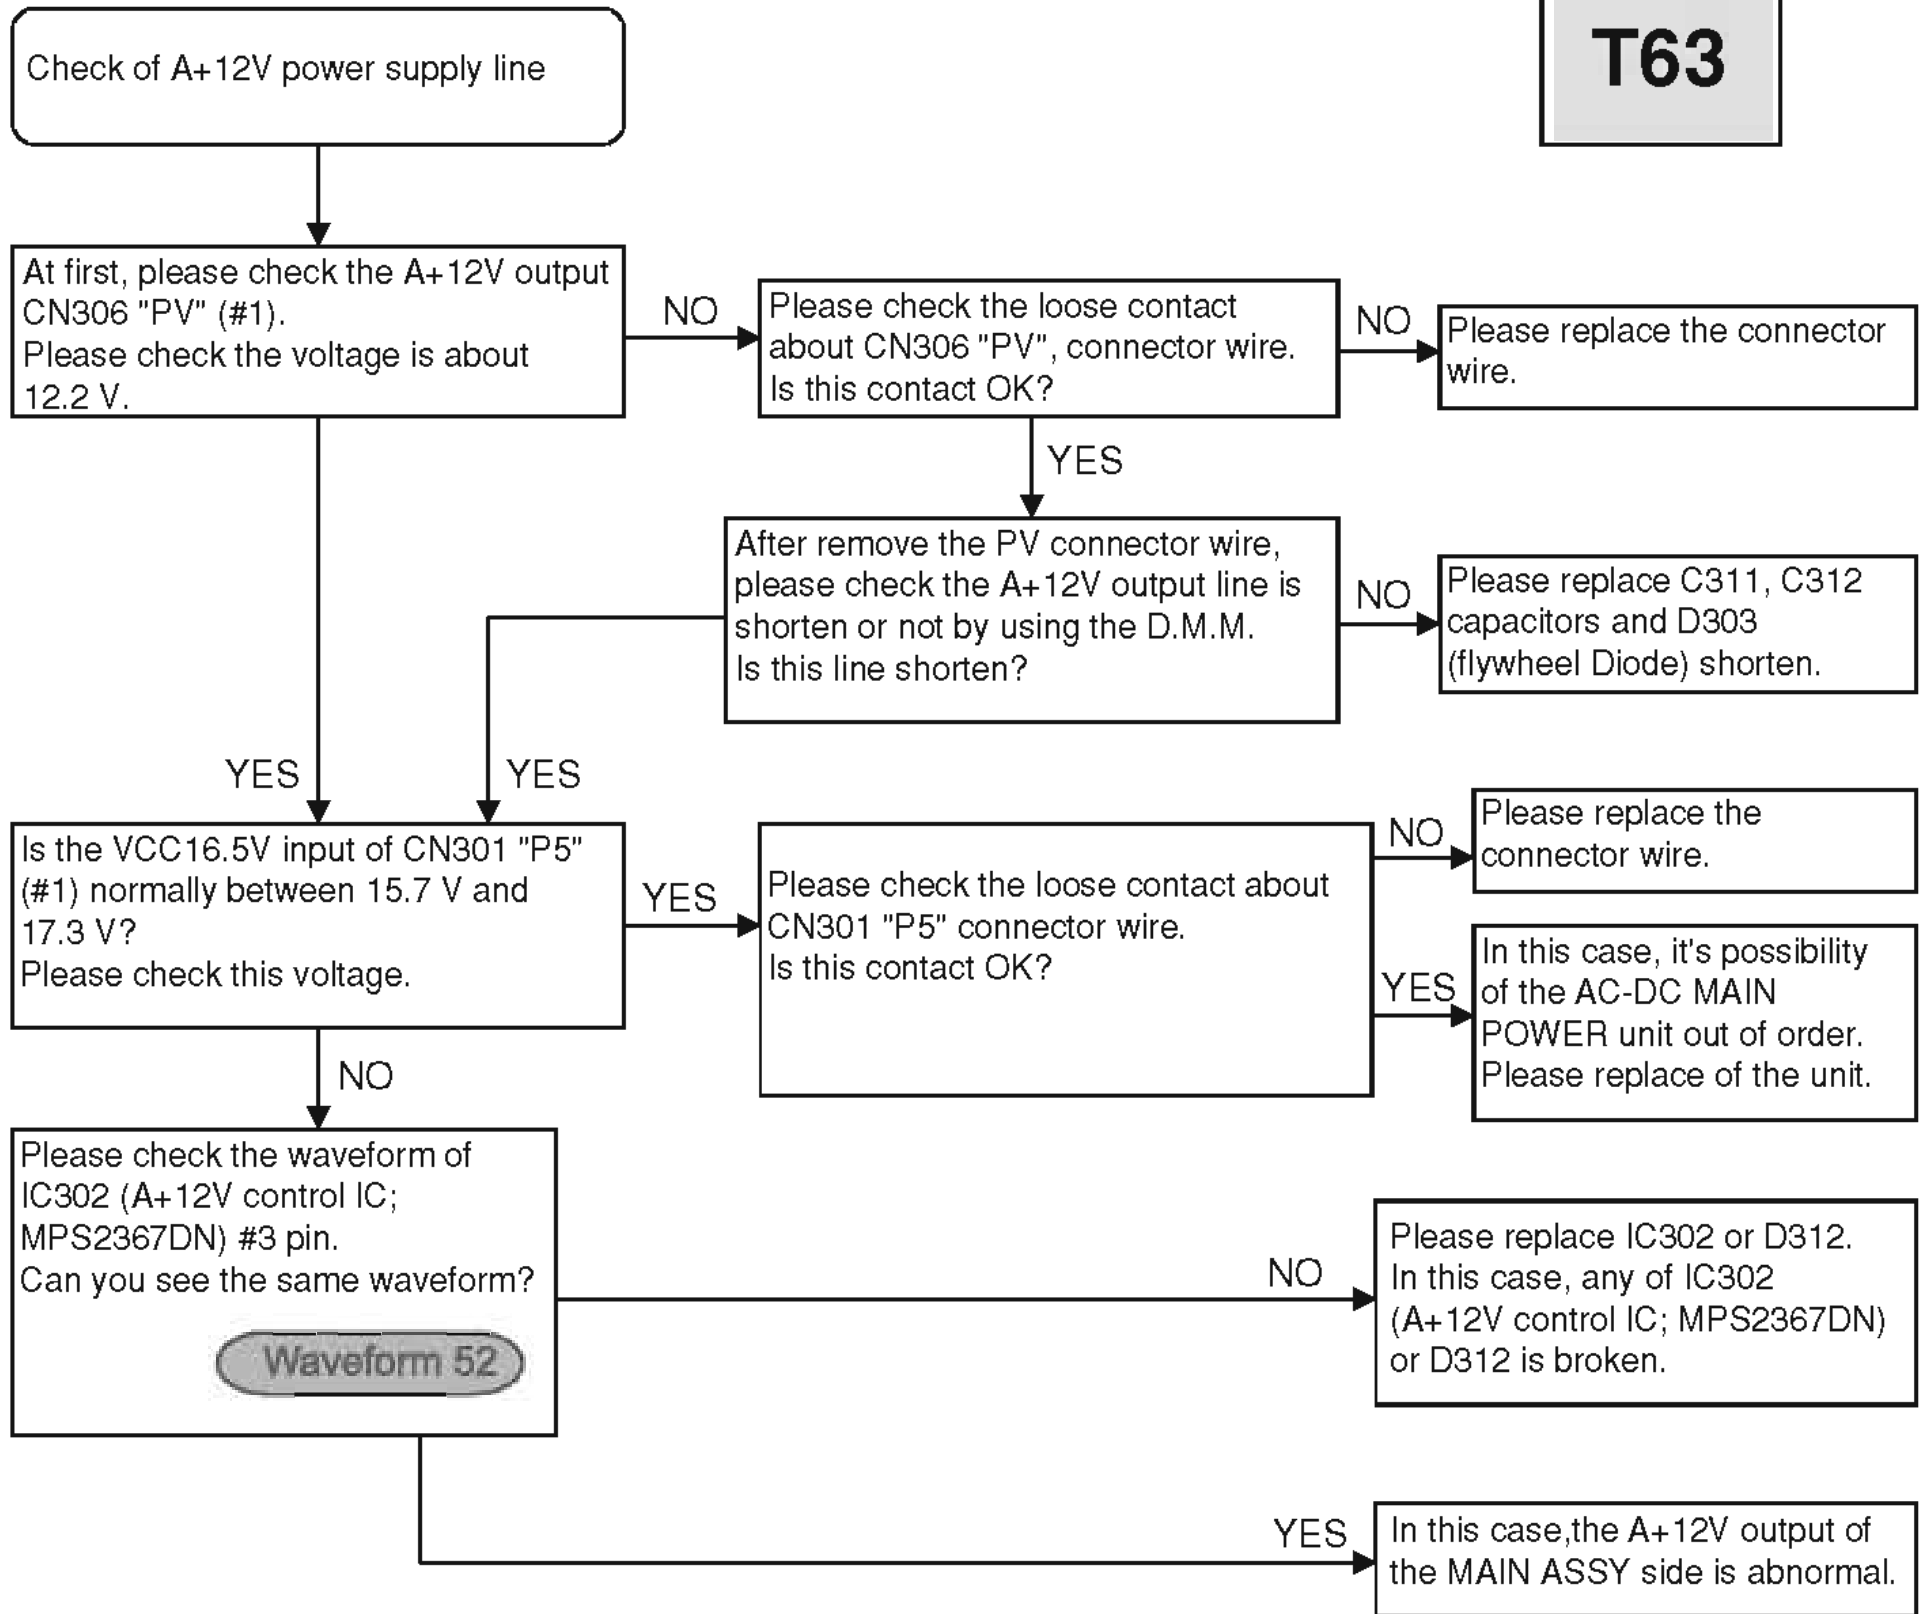 T63
Check of A+12V power supply line
At first, please check the A+12V output
CN306 "PV" (#1).
Please check the voltage is about
12.2 V.
NO
Please check the loose contact
about CN306 "PV", connector wire.
Is this contact OK?
NO
Please replace the connector
wire.
YES
After remove the PV connector wire,
please check the A+12V output line is
shorten or not by using the D.M.M.
Is this line shorten?
NO
Please replace C311, C312
capacitors and D303
(flywheel Diode) shorten.
YES
YES
Is the VCC16.5V input of CN301 "P5"
(#1) normally between 15.7 V and
17.3 V?
Please check this voltage.
YES
Please check the loose contact about
CN301 "P5" connector wire.
Is this contact OK?
NO
Please replace the
connector wire.
YES
In this case, it's possibility
of the AC-DC MAIN
POWER unit out of order.
Please replace of the unit.
NO
Please check the waveform of
IC302 (A+12V control IC;
MPS2367DN) #3 pin.
Can you see the same waveform?
Waveform 52
NO
Please replace IC302 or D312.
In this case, any of IC302
(A+12V control IC; MPS2367DN)
or D312 is broken.
YES
In this case,the A+12V output of
the MAIN ASSY side is abnormal.